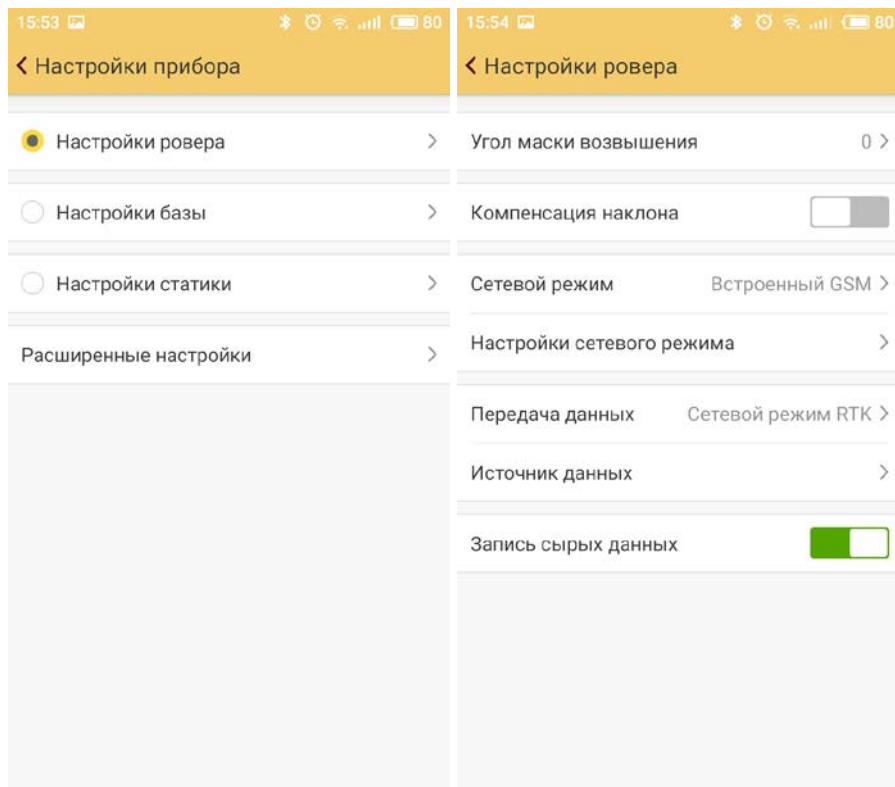 15:53 80
Настройки прибора
Настройки ровера
Настройки базы
Настройки статики
Расширенные настройки
15:54 80
Настройки ровера
Угол маски возвышения 0
Компенсация наклона
Сетевой режим Встроенный GSM
Настройки сетевого режима
Передача данных Сетевой режим RTK
Источник данных
Запись сырых данных